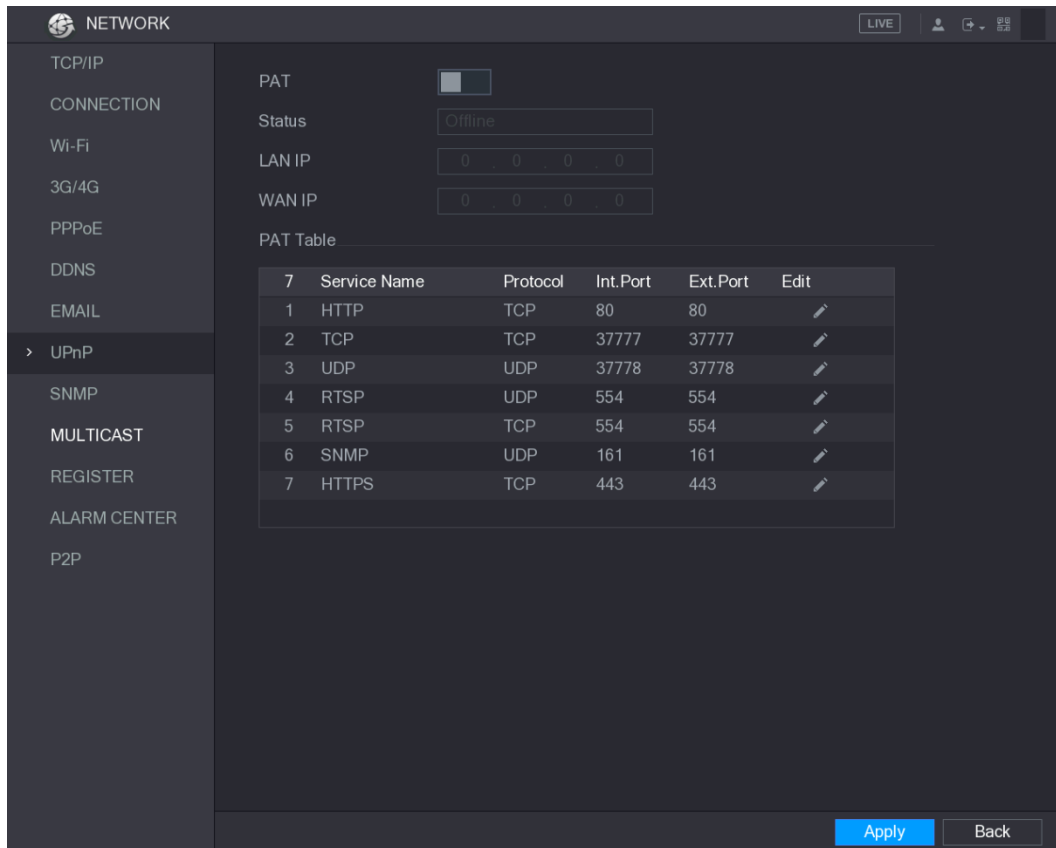 NETWORK
LIVE
TCP/IP
CONNECTION
Wi-Fi
3G/4G
PPPoE
DDNS
EMAIL
> UPnP
SNMP
MULTICAST
REGISTER
ALARM CENTER
P2P
PAT
Status Offline
LAN IP 0 . 0 . 0 . 0
WAN IP 0 . 0 . 0 . 0
PAT Table
7 Service Name Protocol Int.Port Ext.Port Edit
1 HTTP TCP 80 80
2 TCP TCP 37777 37777
3 UDP UDP 37778 37778
4 RTSP UDP 554 554
5 RTSP TCP 554 554
6 SNMP UDP 161 161
7 HTTPS TCP 443 443
Apply Back